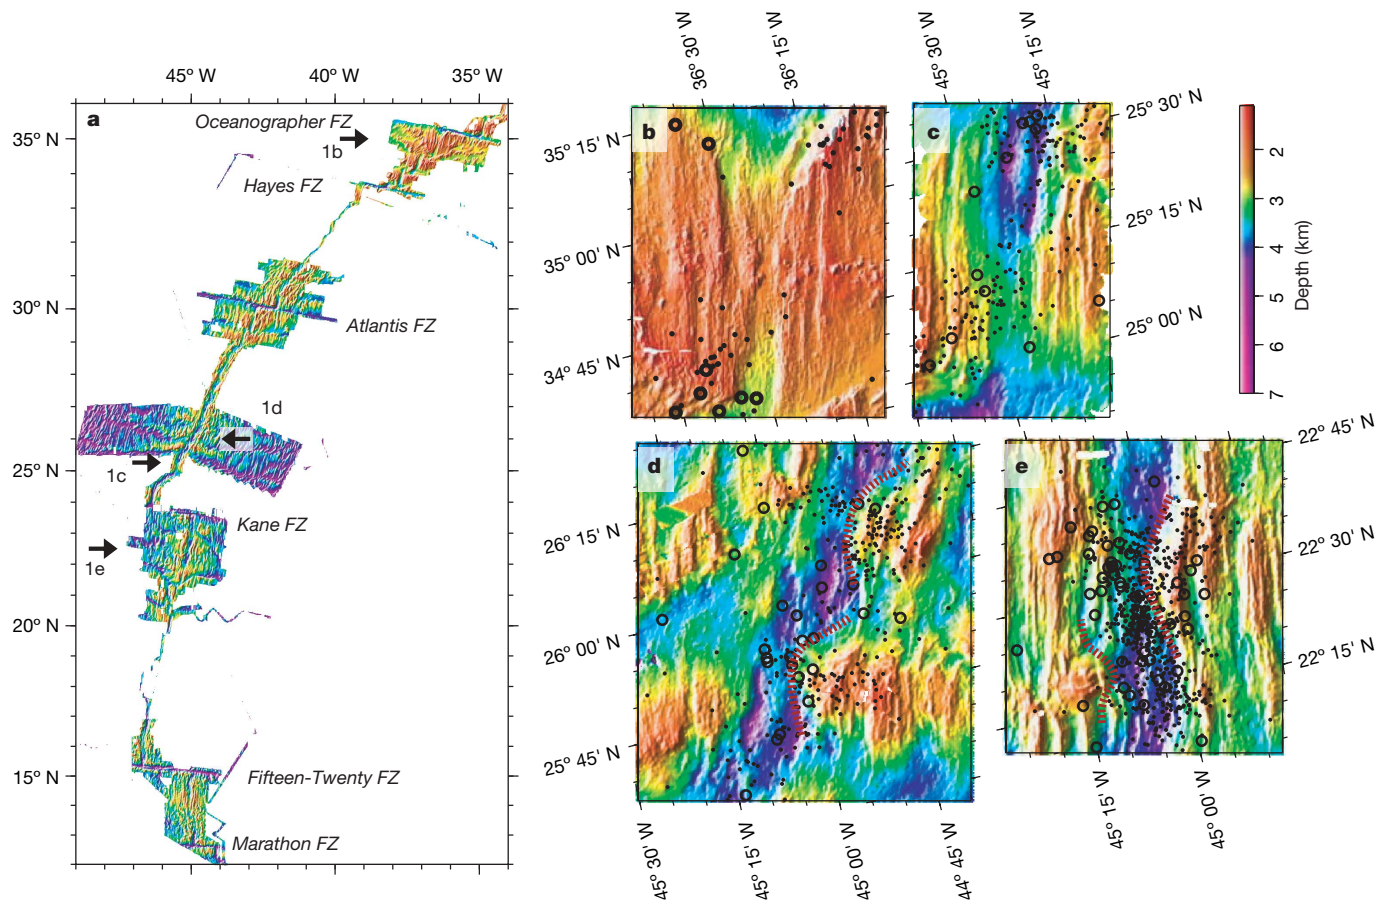 45° W
40° W
35° W
35° N
30° N
25° N
20° N
15° N
a
Oceanographer FZ
1b
Hayes FZ
Atlantis FZ
1d
1c
Kane FZ
1e
Fifteen-Twenty FZ
Marathon FZ
36° 30' W
36° 15' W
b
35° 15' N
35° 00' N
34° 45' N
45° 30' W
45° 15' W
c
25° 30' N
25° 15' N
25° 00' N
2
3
4
5
6
7
Depth (km)
d
26° 15' N
26° 00' N
25° 45' N
45° 30' W
45° 15' W
45° 00' W
44° 45' W
e
22° 45' N
22° 30' N
22° 15' N
45° 15' W
45° 00' W